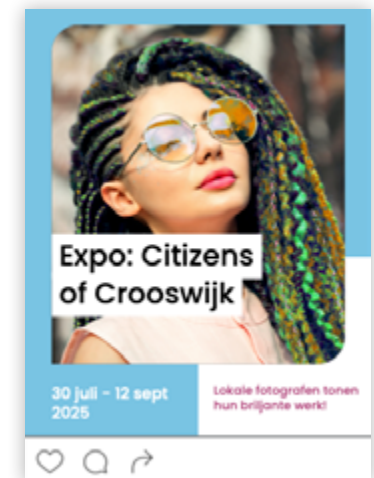 Expo: Citizens
of Crooswijk
30 juli - 12 sept
2025
Lokale fotografen tonen
hun briljante werk!